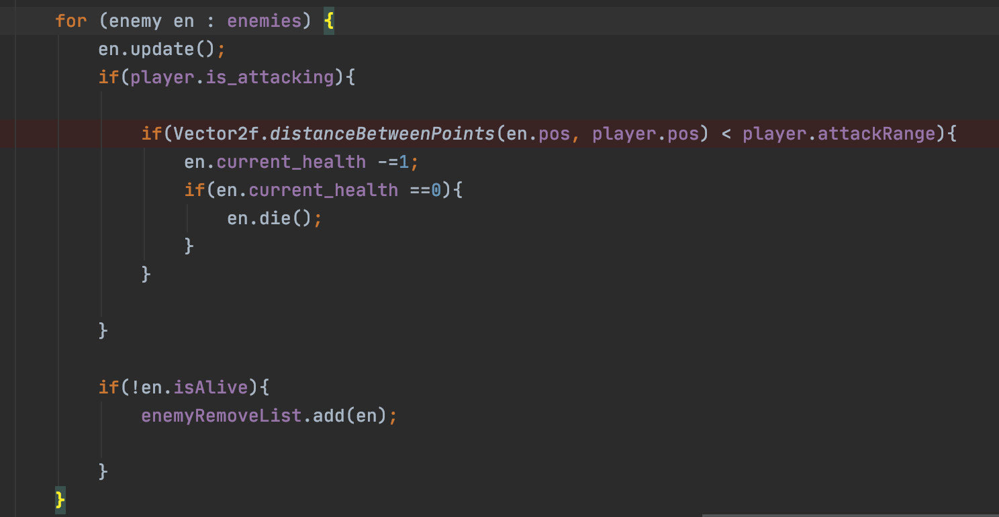 for (enemy en : enemies) {
en.update();
if(player.is_attacking){
if(Vector2f.distanceBetweenPoints(en.pos, player.pos) < player.attackRange){
en.current_health -=1;
if(en.current_health ==0){
en.die();
}
}
}
if(!en.isAlive){
enemyRemoveList.add(en);
}
}